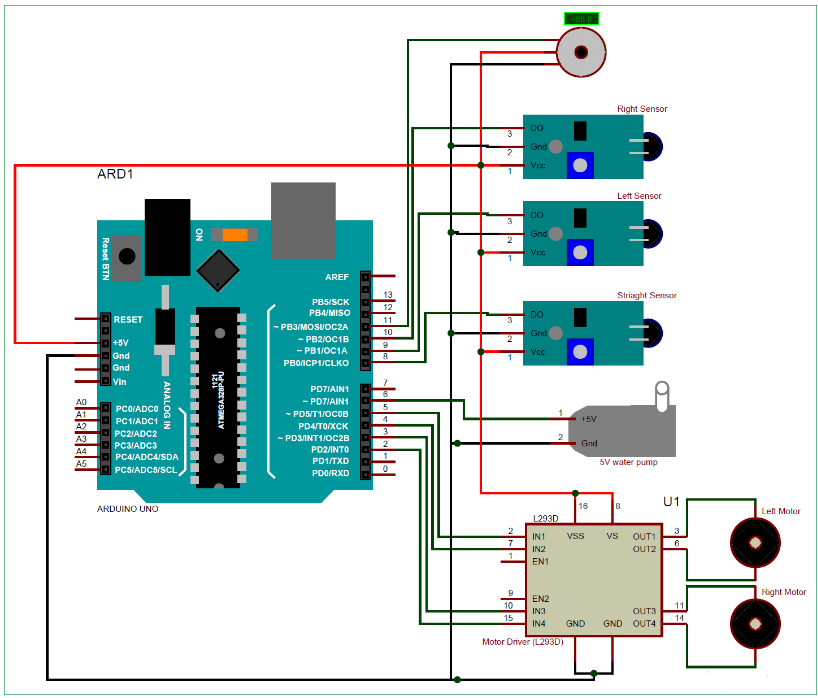 +88.8
Right Sensor
DO
3
Gnd
2
Vcc
1
Left Sensor
DO
3
Gnd
2
Vcc
1
Striaght Sensor
DO
3
Gnd
2
Vcc
1
ARD1
Reset BTN
ON
AREF
PB5/SCK
13
PB4/MISO
12
~ PB3/MOSI/OC2A
11
~ PB2/OC1B
10
~ PB1/OC1A
9
PB0/ICP1/CLKO
8
RESET
+5V
Gnd
Gnd
Vin
ANALOG IN
1121
ATMEGA328P-PU
PD7/AIN1
7
~ PD7/AIN1
6
~ PD5/T1/OC0B
5
PD4/T0/XCK
4
~ PD3/INT1/OC2B
3
PD2/INT0
2
PD1/TXD
1
PD0/RXD
0
A0
PC0/ADC0
A1
PC1/ADC1
A2
PC2/ADC2
A3
PC3/ADC3
A4
PC4/ADC4/SDA
A5
PC5/ADC5/SCL
ARDUINO UNO
1
+5V
2
Gnd
5V water pump
U1
L293D
16
8
VSS
VS
2
IN1
7
IN2
1
EN1
9
EN2
10
IN3
15
IN4
OUT1
3
OUT2
6
OUT3
11
OUT4
14
GND
GND
Motor Driver (L293D)
Left Motor
Right Motor